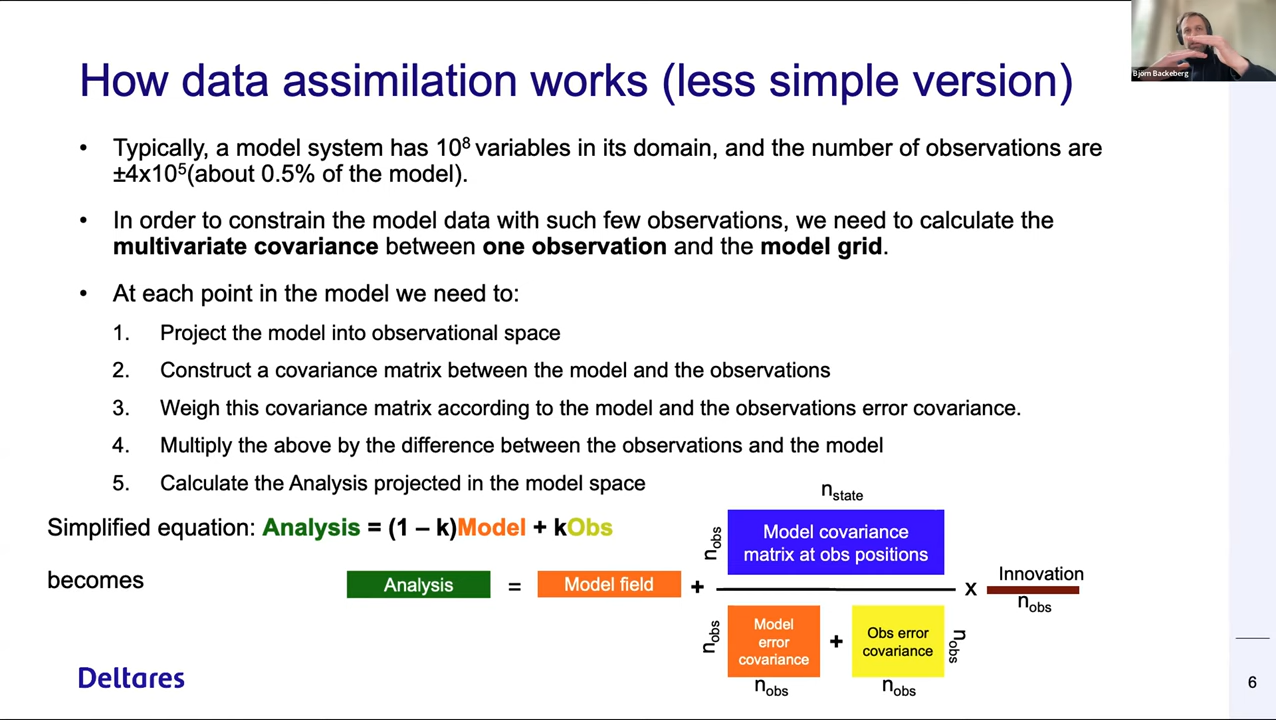 Bjorn Backeberg
How data assimilation works (less simple version)
• Typically, a model system has 10⁸ variables in its domain, and the number of observations are
±4x10⁵(about 0.5% of the model).
• In order to constrain the model data with such few observations, we need to calculate the
multivariate covariance between one observation and the model grid.
• At each point in the model we need to:
1. Project the model into observational space
2. Construct a covariance matrix between the model and the observations
3. Weigh this covariance matrix according to the model and the observations error covariance.
4. Multiply the above by the difference between the observations and the model
5. Calculate the Analysis projected in the model space
Simplified equation: Analysis = (1 – k)Model + kObs
becomes
Analysis
=
Model field
+
n_state
n_obs
Model covariance
matrix at obs positions
x
Innovation
n_obs
n_obs
Model
error
covariance
+
Obs error
covariance
n_obs
n_obs
n_obs
Deltares
6